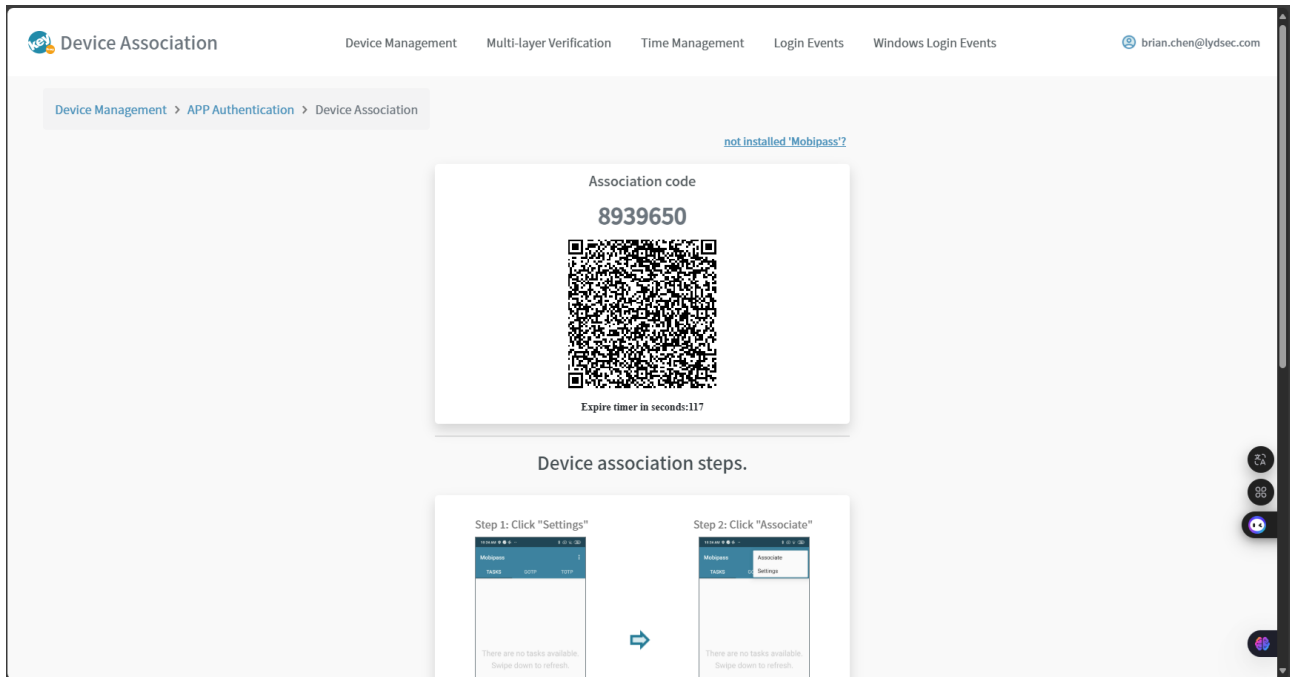 Device Association
Device Management Multi-layer Verification Time Management Login Events Windows Login Events
brian.chen@lydsec.com
Device Management > APP Authentication > Device Association
not installed 'Mobipass'?
Association code
8939650
Expire timer in seconds:117
Device association steps.
Step 1: Click "Settings"
Step 2: Click "Associate"
Mobipass
TASKS GOTP TOTP
There are no tasks available.
Swipe down to refresh.
Mobipass
Associate
Settings
TASKS
There are no tasks available.
Swipe down to refresh.